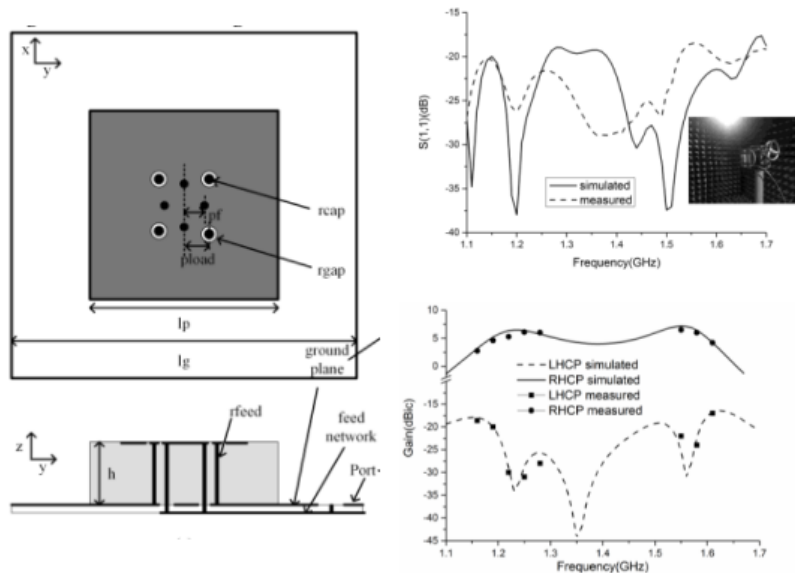 x
y
rcap
pf
rgap
pload
lp
lg
ground
plane
rfeed
feed
network
z
y
h
Port
-15
-20
-25
-30
-35
-40
S(1,1)(dB)
simulated
measured
1.1 1.2 1.3 1.4 1.5 1.6 1.7
Frequency(GHz)
10
5
0
-15
-20
-25
-30
-35
-40
-45
Gain(dBic)
LHCP simulated
RHCP simulated
LHCP measured
RHCP measured
1.1 1.2 1.3 1.4 1.5 1.6 1.7
Frequency(GHz)